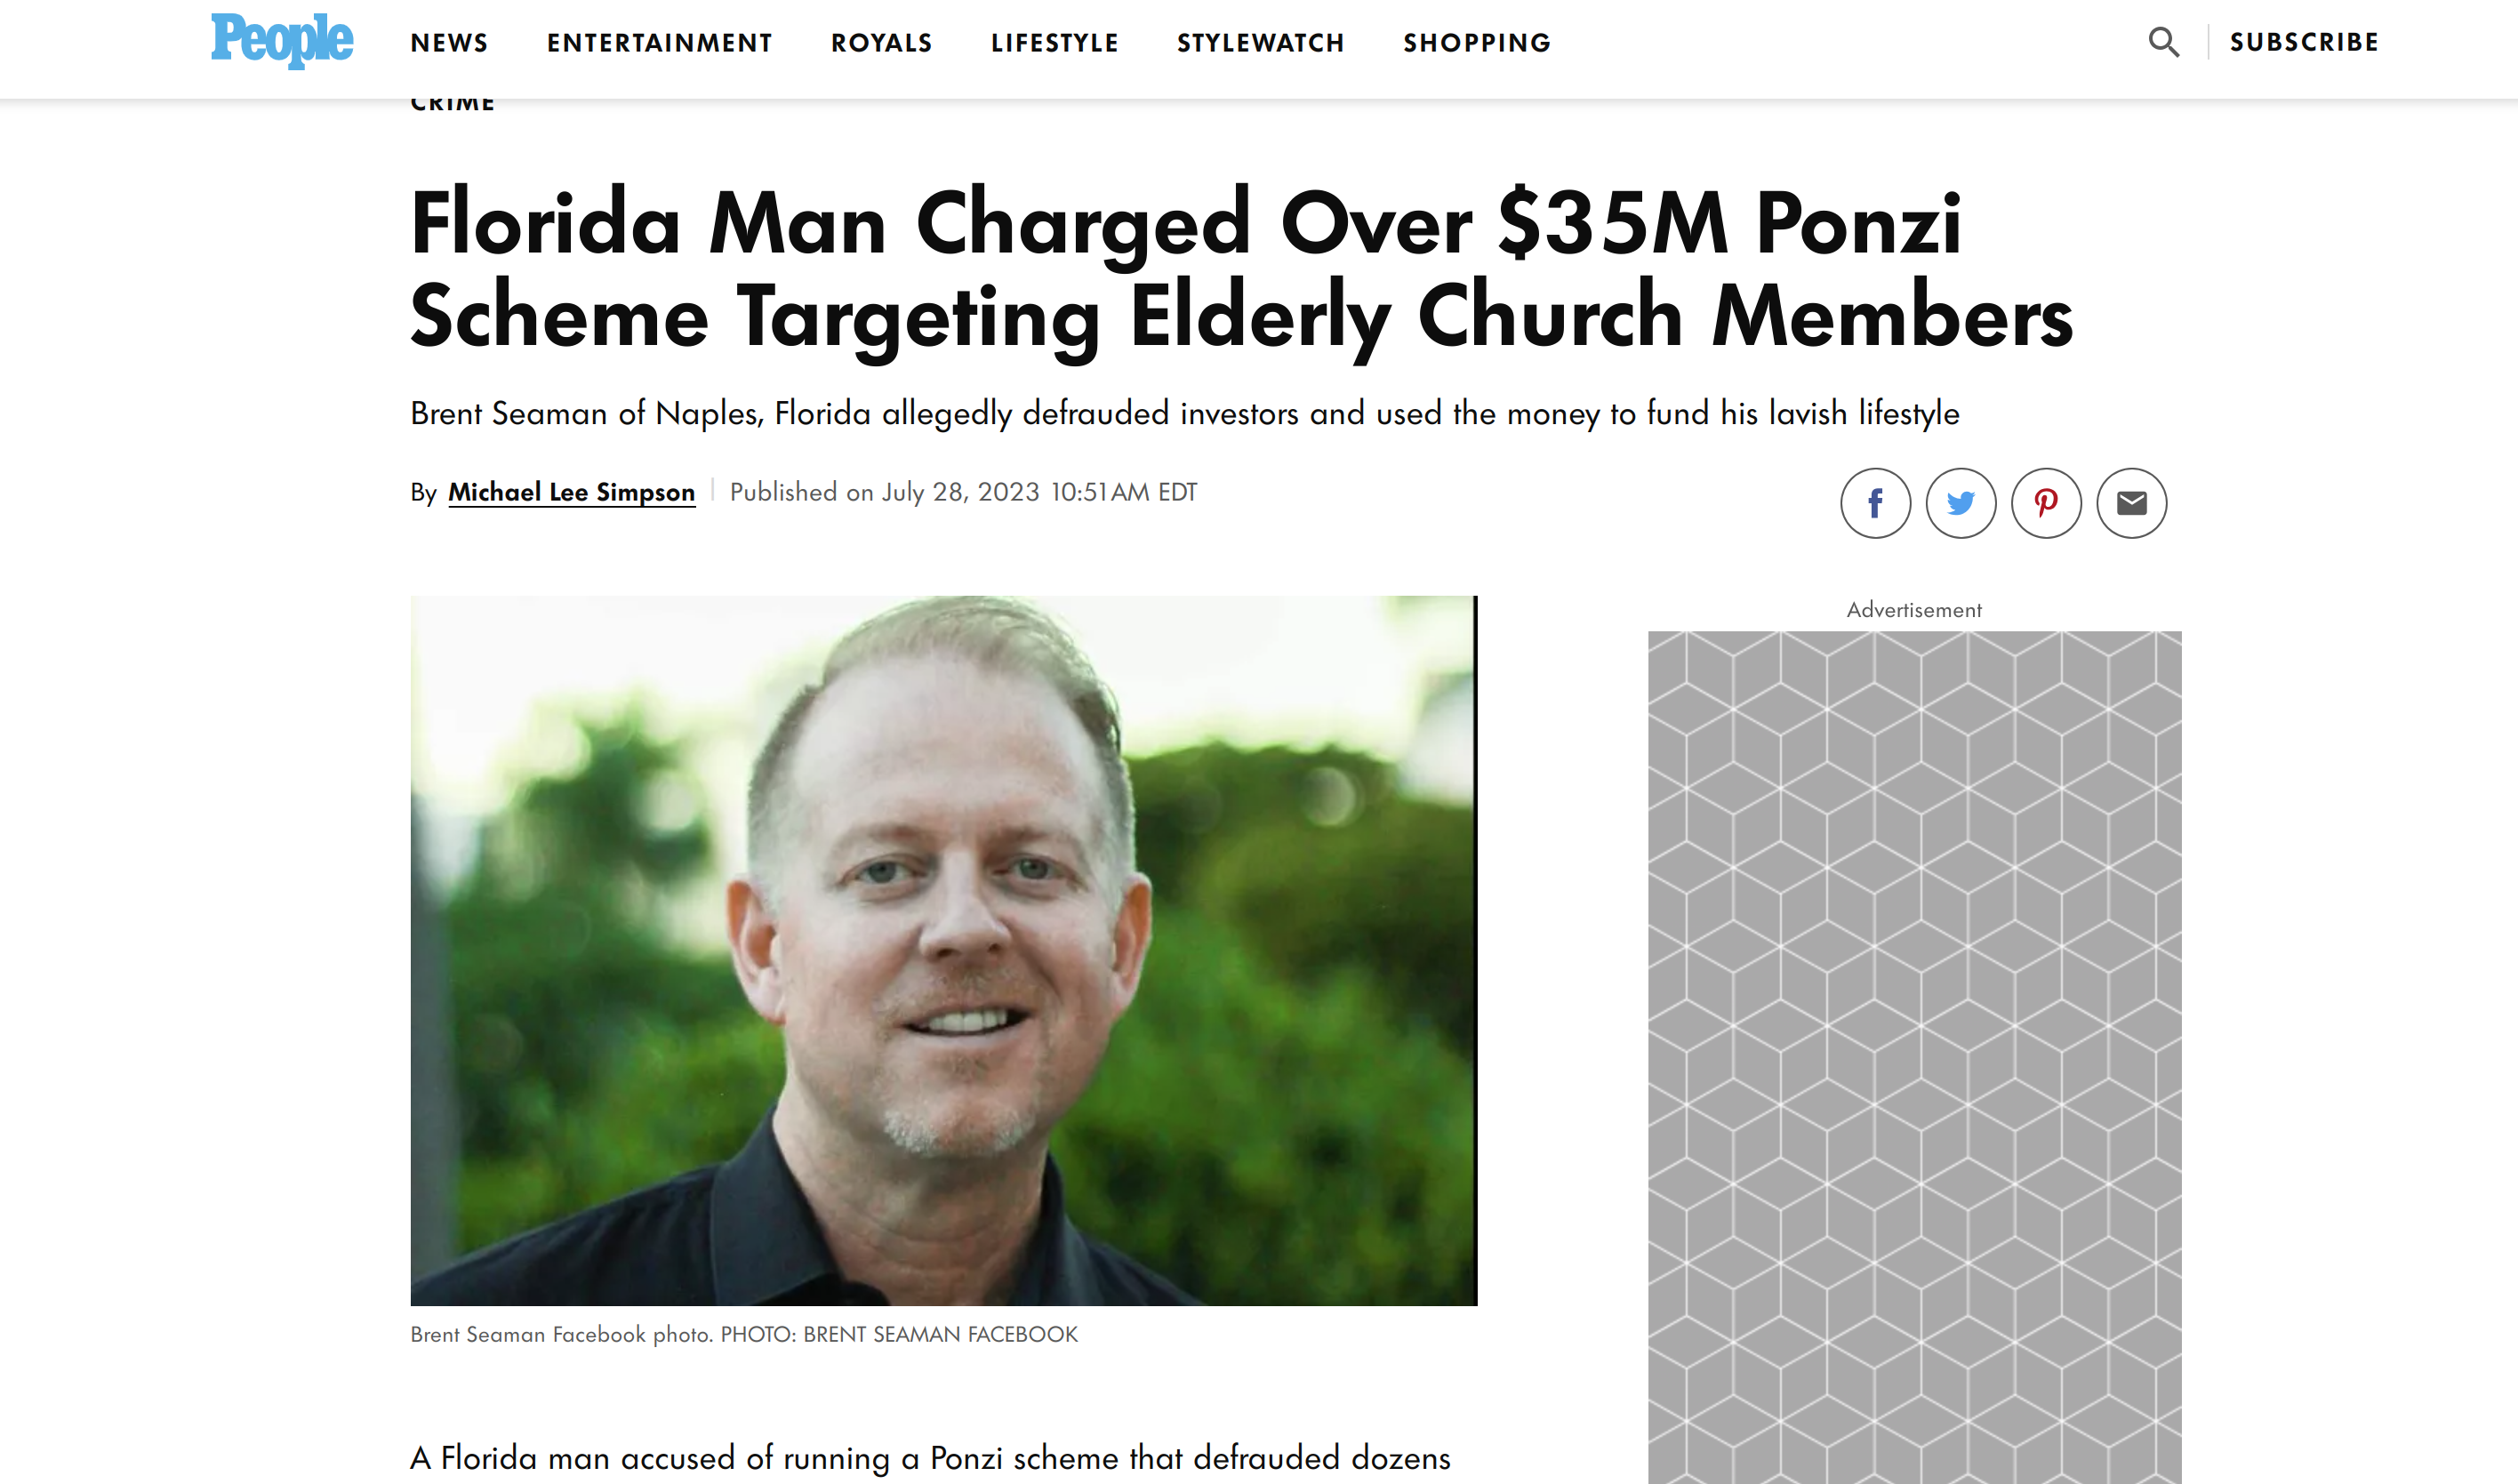 People
NEWS
ENTERTAINMENT
ROYALS
LIFESTYLE
STYLEWATCH
SHOPPING
SUBSCRIBE
CRIME
Florida Man Charged Over $35M Ponzi
Scheme Targeting Elderly Church Members
Brent Seaman of Naples, Florida allegedly defrauded investors and used the money to fund his lavish lifestyle
By Michael Lee Simpson | Published on July 28, 2023 10:51AM EDT
Advertisement
Brent Seaman Facebook photo. PHOTO: BRENT SEAMAN FACEBOOK
A Florida man accused of running a Ponzi scheme that defrauded dozens